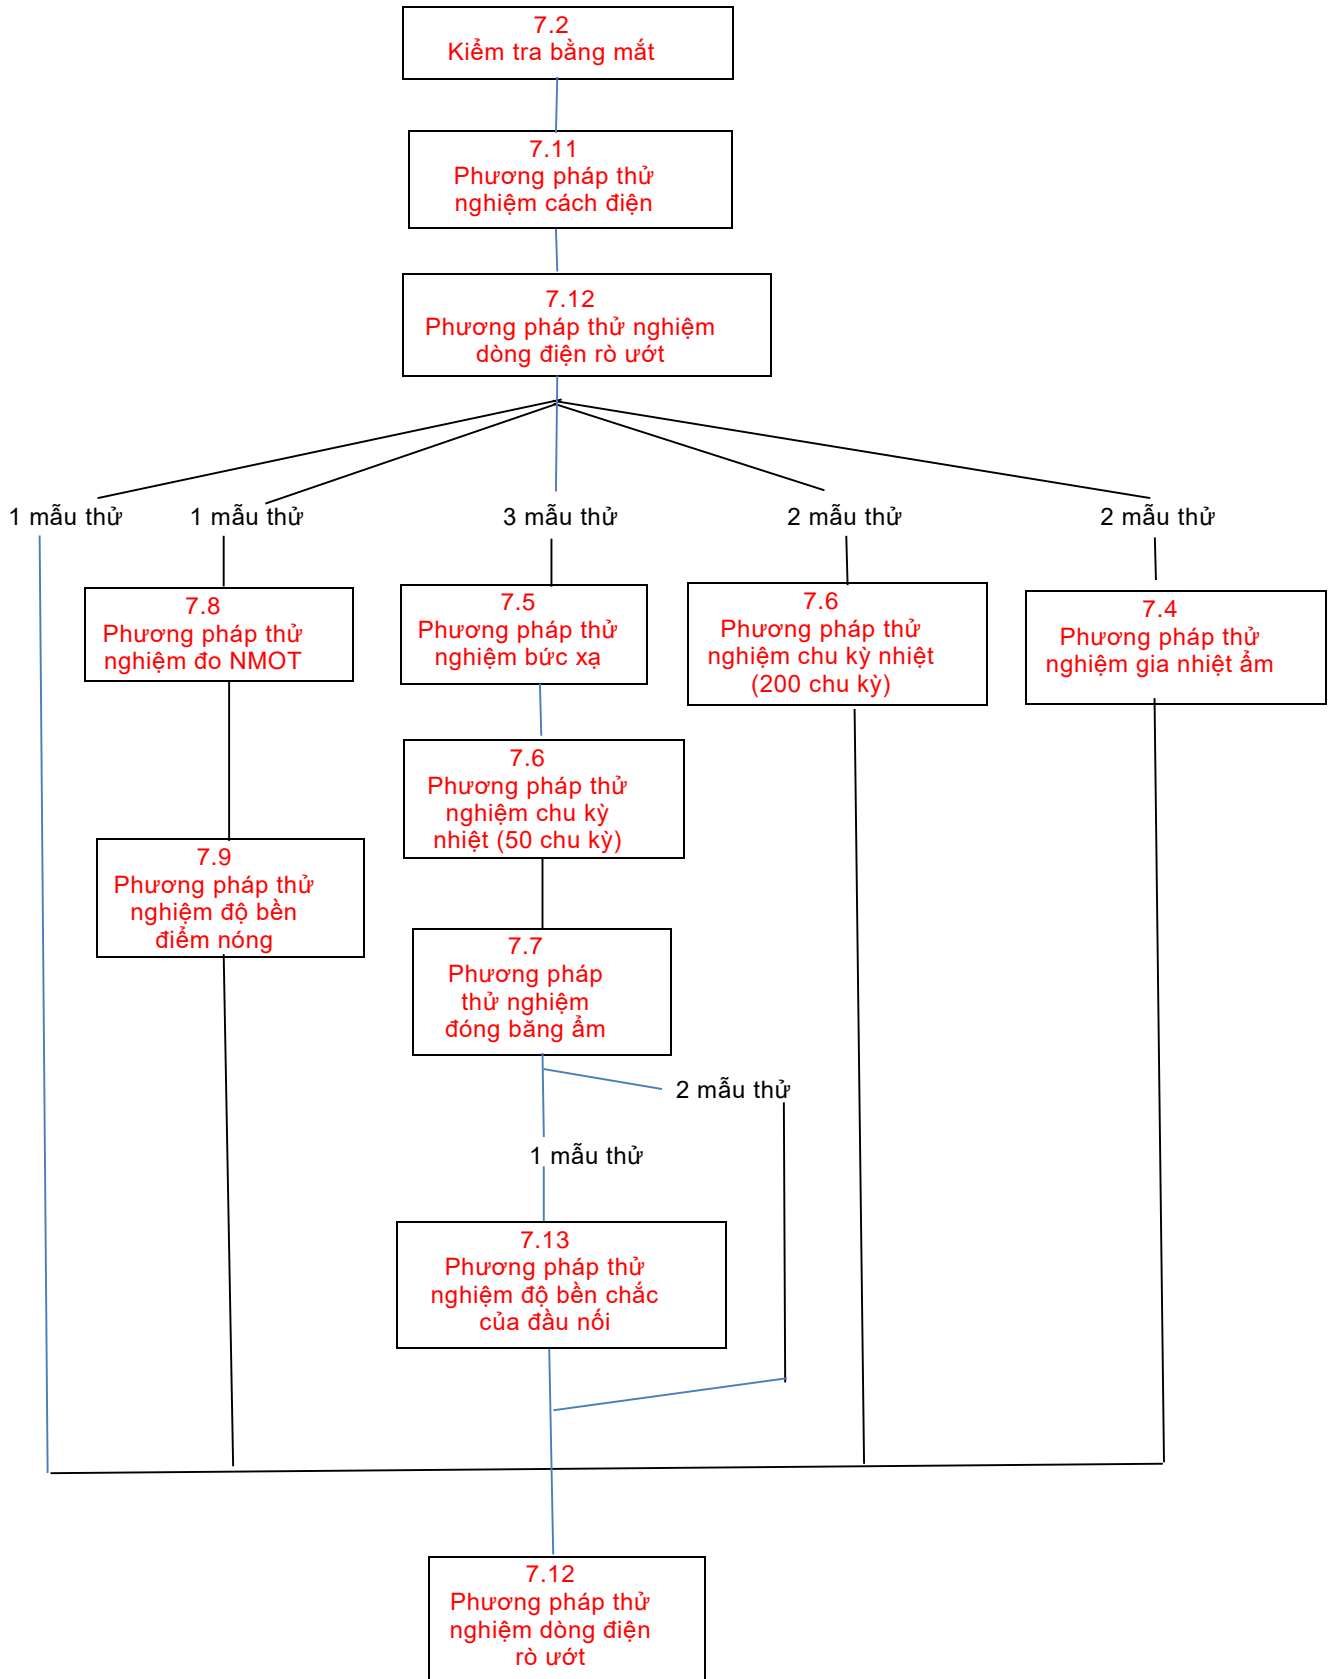 7.2
Kiểm tra bằng mắt
7.11
Phương pháp thử
nghiệm cách điện
7.12
Phương pháp thử nghiệm
dòng điện rò ướt
1 mẫu thử
1 mẫu thử
3 mẫu thử
2 mẫu thử
2 mẫu thử
7.8
Phương pháp thử
nghiệm đo NMOT
7.5
Phương pháp thử
nghiệm bức xạ
7.6
Phương pháp thử
nghiệm chu kỳ nhiệt
(200 chu kỳ)
7.4
Phương pháp thử
nghiệm gia nhiệt ẩm
7.6
Phương pháp thử
nghiệm chu kỳ
nhiệt (50 chu kỳ)
7.9
Phương pháp thử
nghiệm độ bền
điểm nóng
7.7
Phương pháp
thử nghiệm
đóng băng ẩm
2 mẫu thử
1 mẫu thử
7.13
Phương pháp thử
nghiệm độ bền chắc
của đầu nối
7.12
Phương pháp thử
nghiệm dòng điện
rò ướt